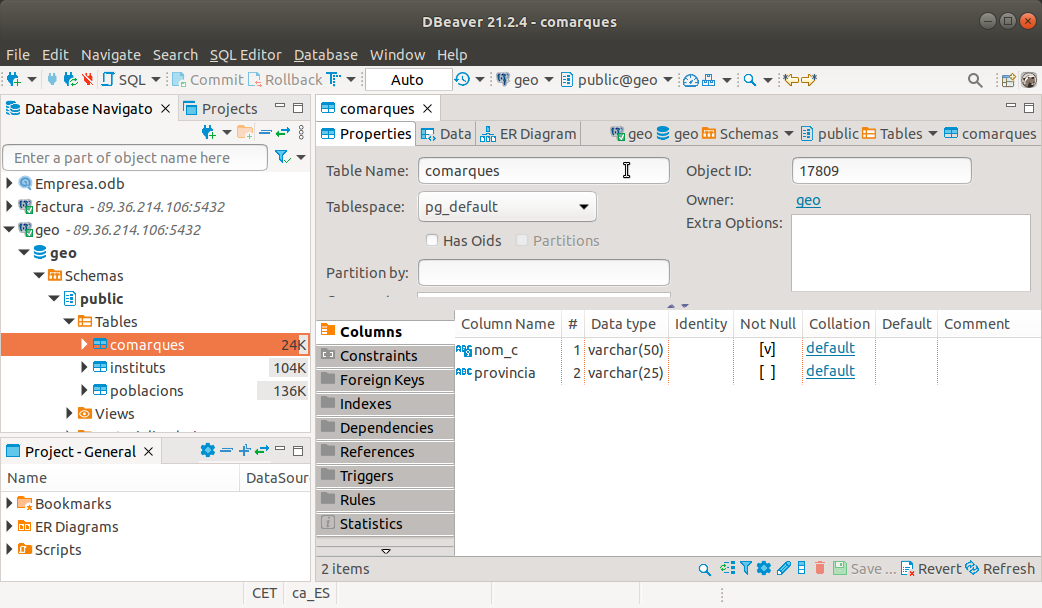 DBeaver 21.2.4 - comarques
File Edit Navigate Search SQL Editor Database Window Help
SQL Commit Rollback Auto geo public@geo
Database Navigato Projects
Enter a part of object name here
Empresa.odb
factura - 89.36.214.106:5432
geo - 89.36.214.106:5432
geo
Schemas
public
Tables
comarques 24K
instituts 104K
poblacions 136K
Views
Project - General
Name DataSour
Bookmarks
ER Diagrams
Scripts
comarques
Properties Data ER Diagram geo geo Schemas public Tables comarques
Table Name: comarques Object ID: 17809
Tablespace: pg_default Owner: geo
Has Oids Partitions Extra Options:
Partition by:
Columns
Constraints
Foreign Keys
Indexes
Dependencies
References
Triggers
Rules
Statistics
Column Name # Data type Identity Not Null Collation Default Comment
ABC nom_c 1 varchar(50) [v] default
ABC provincia 2 varchar(25) [ ] default
2 items Save ... Revert Refresh
CET ca_ES